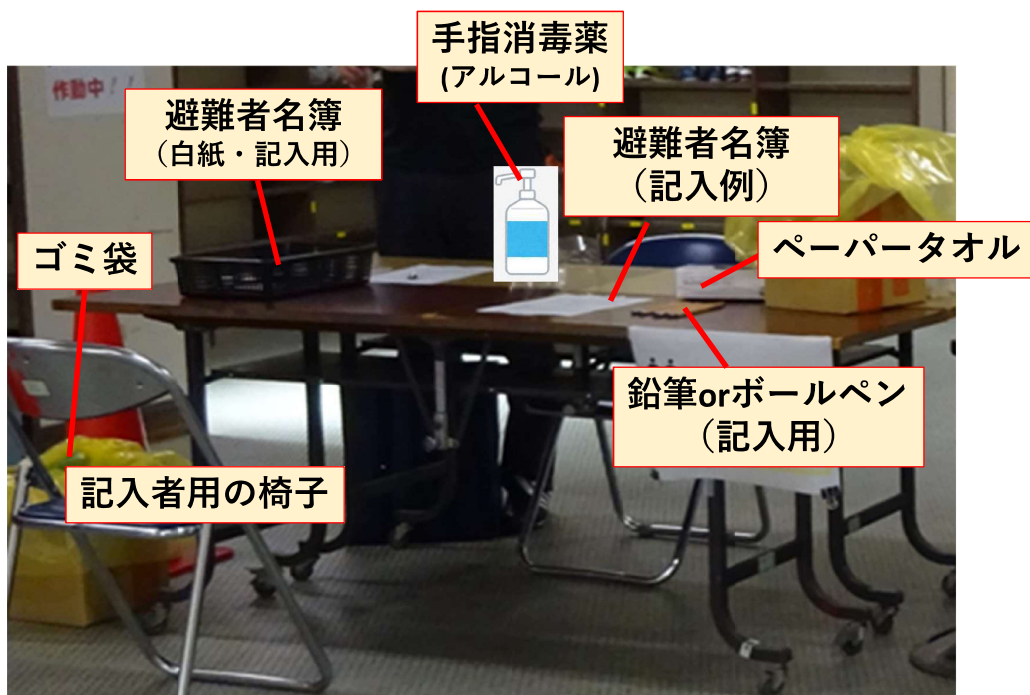 手指消毒薬
(アルコール)
作動中！！
避難者名簿
（白紙・記入用）
避難者名簿
（記入例）
ゴミ袋
ペーパータオル
鉛筆orボールペン
（記入用）
記入者用の椅子